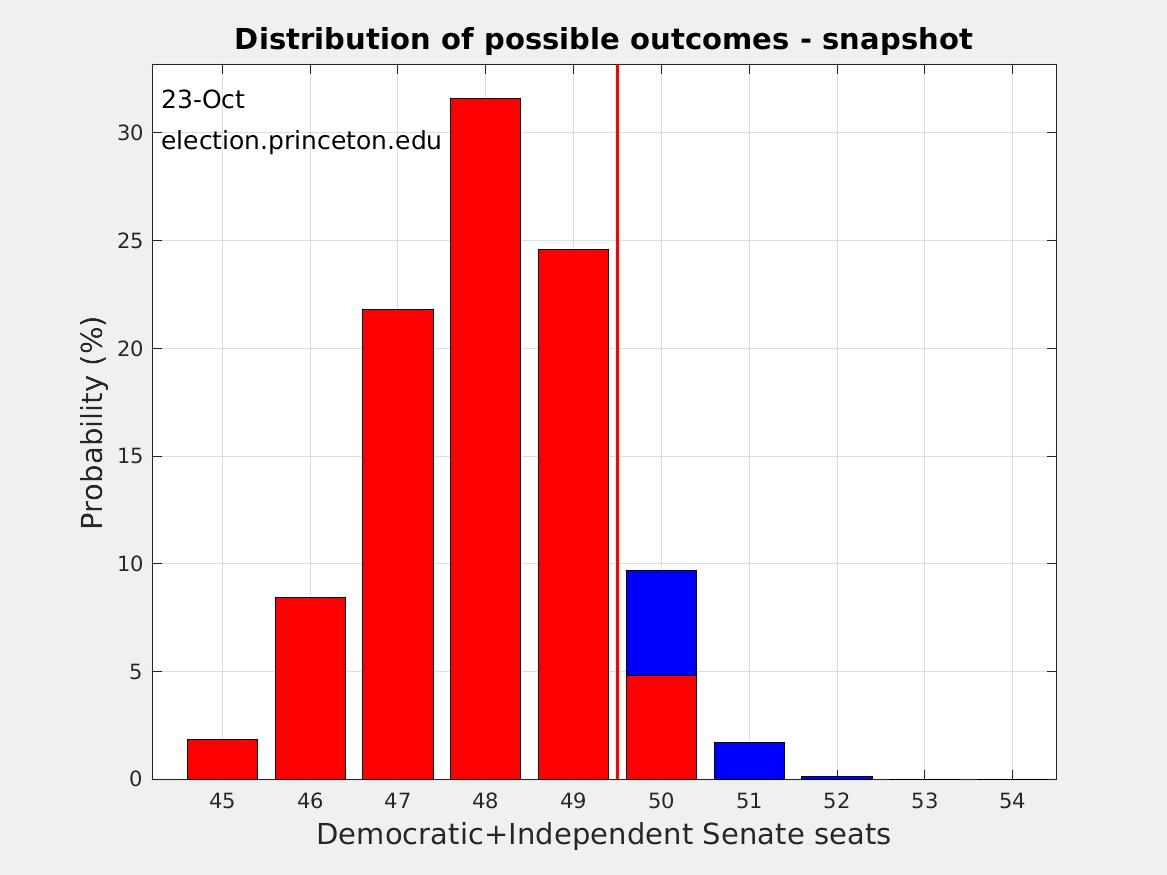 Distribution of possible outcomes - snapshot
23-Oct
election.princeton.edu
30
25
20
15
10
5
0
Probability (%)
45 46 47 48 49 50 51 52 53 54
Democratic+Independent Senate seats